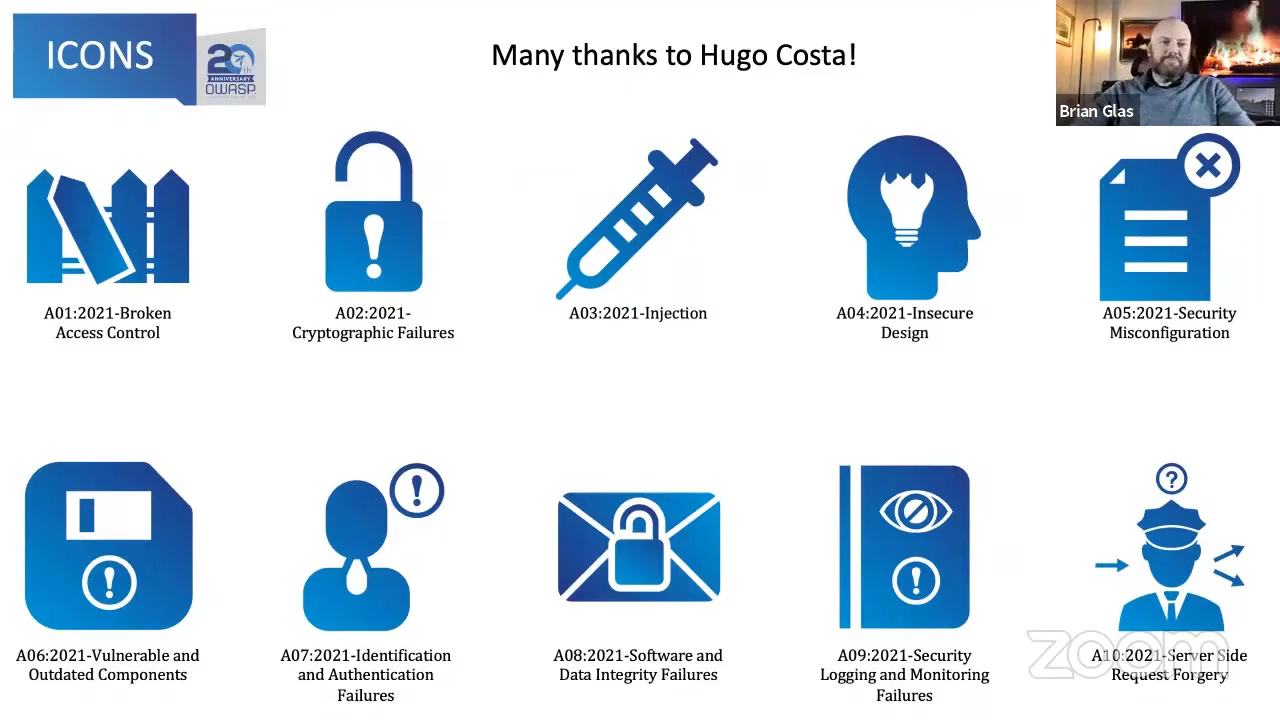 ICONS
20th
ANNIVERSARY
OWASP
Many thanks to Hugo Costa!
Brian Glas
A01:2021-Broken
Access Control
A02:2021-
Cryptographic Failures
A03:2021-Injection
A04:2021-Insecure
Design
A05:2021-Security
Misconfiguration
A06:2021-Vulnerable and
Outdated Components
A07:2021-Identification
and Authentication
Failures
A08:2021-Software and
Data Integrity Failures
A09:2021-Security
Logging and Monitoring
Failures
A10:2021-Server Side
Request Forgery
zoom